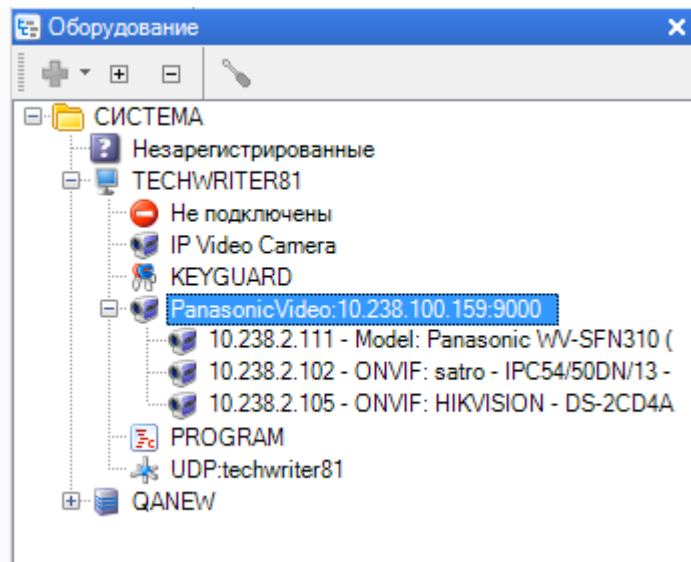 Оборудование
СИСТЕМА
Незарегистрированные
TECHWRITER81
Не подключены
IP Video Camera
KEYGUARD
PanasonicVideo:10.238.100.159:9000
10.238.2.111 - Model: Panasonic WV-SFN310 (
10.238.2.102 - ONVIF: satro - IPC54/50DN/13 -
10.238.2.105 - ONVIF: HIKVISION - DS-2CD4A
PROGRAM
UDP:techwriter81
QANEW